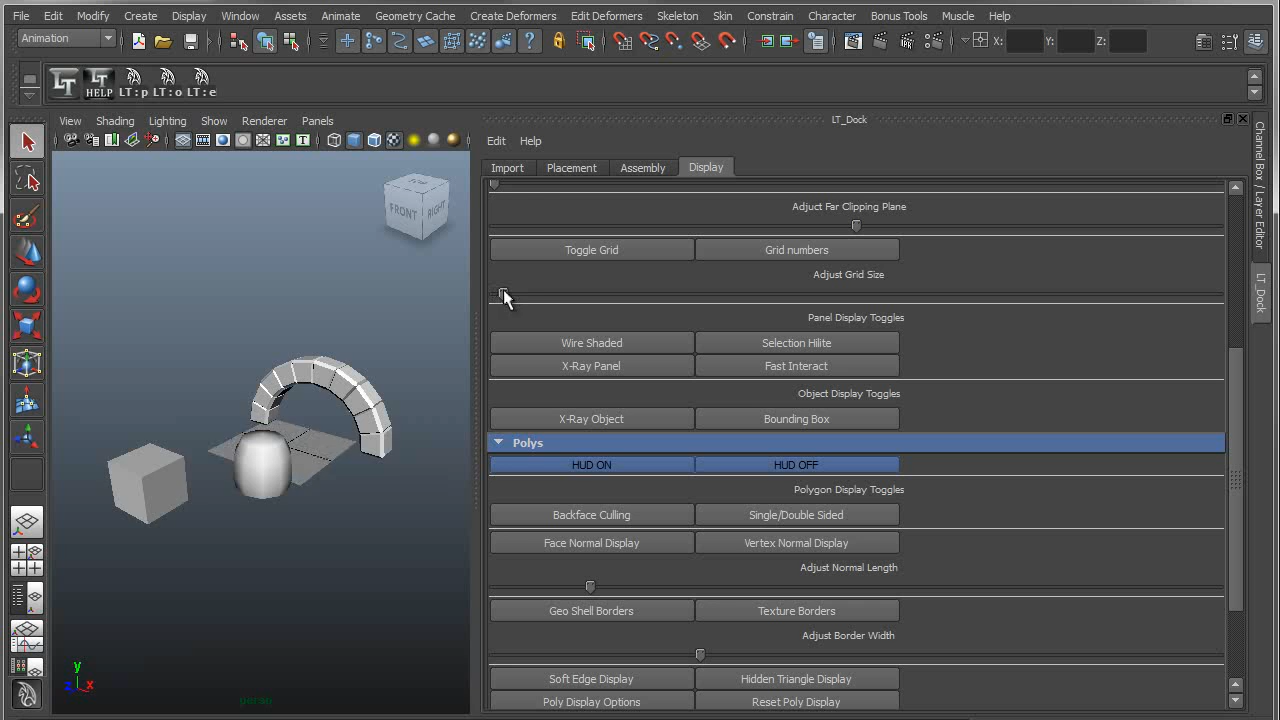 File Edit Modify Create Display Window Assets Animate Geometry Cache Create Deformers Edit Deformers Skeleton Skin Constrain Character Bonus Tools Muscle Help
Animation X: Y: Z:
LT LT HELP LT:p LT:o LT:e
View Shading Lighting Show Renderer Panels
FRONT RIGHT
persp
y
z x
LT_Dock
Edit Help
Import Placement Assembly Display
Adjuct Far Clipping Plane
Toggle Grid Grid numbers
Adjust Grid Size
Panel Display Toggles
Wire Shaded Selection Hilite
X-Ray Panel Fast Interact
Object Display Toggles
X-Ray Object Bounding Box
Polys
HUD ON HUD OFF
Polygon Display Toggles
Backface Culling Single/Double Sided
Face Normal Display Vertex Normal Display
Adjust Normal Length
Geo Shell Borders Texture Borders
Adjust Border Width
Soft Edge Display Hidden Triangle Display
Poly Display Options Reset Poly Display
Channel Box / Layer Editor
LT_Dock